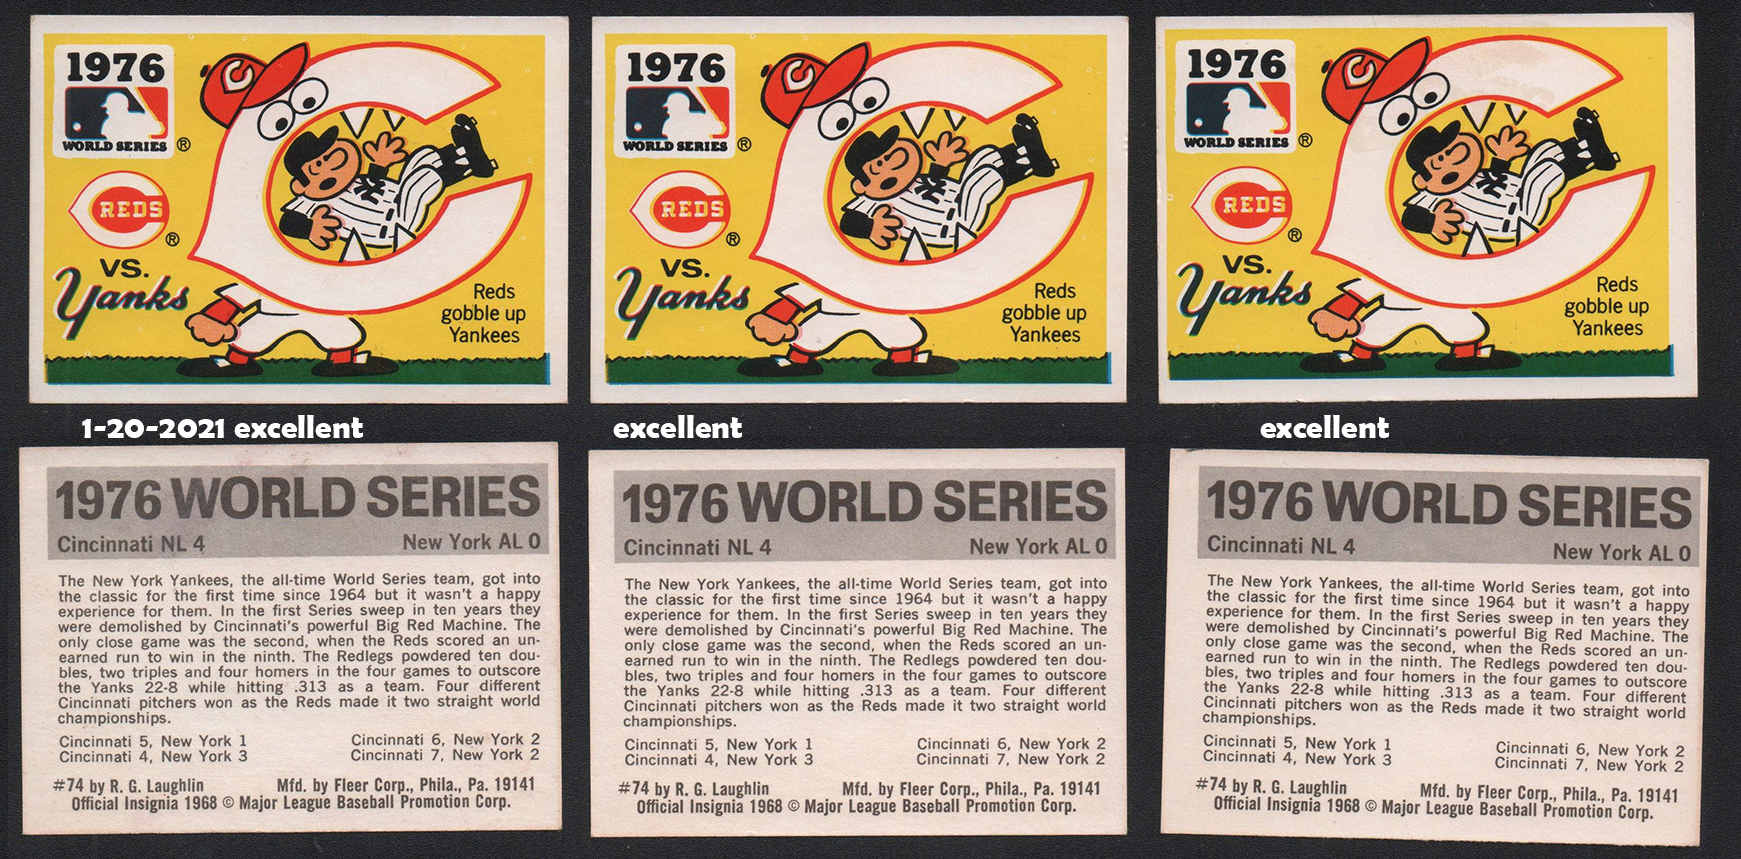 1976
WORLD SERIES ®
C REDS ®
VS.
Yanks
Reds
gobble up
Yankees
1976
WORLD SERIES ®
C REDS ®
VS.
Yanks
Reds
gobble up
Yankees
1976
WORLD SERIES ®
C REDS ®
VS.
Yanks
Reds
gobble up
Yankees
1-20-2021 excellent
excellent
excellent
1976 WORLD SERIES
Cincinnati NL 4 New York AL 0
The New York Yankees, the all-time World Series team, got into
the classic for the first time since 1964 but it wasn't a happy
experience for them. In the first Series sweep in ten years they
were demolished by Cincinnati's powerful Big Red Machine. The
only close game was the second, when the Reds scored an un-
earned run to win in the ninth. The Redlegs powdered ten dou-
bles, two triples and four homers in the four games to outscore
the Yanks 22-8 while hitting .313 as a team. Four different
Cincinnati pitchers won as the Reds made it two straight world
championships.
Cincinnati 5, New York 1 Cincinnati 6, New York 2
Cincinnati 4, New York 3 Cincinnati 7, New York 2
#74 by R. G. Laughlin Mfd. by Fleer Corp., Phila., Pa. 19141
Official Insignia 1968 © Major League Baseball Promotion Corp.
1976 WORLD SERIES
Cincinnati NL 4 New York AL 0
The New York Yankees, the all-time World Series team, got into
the classic for the first time since 1964 but it wasn't a happy
experience for them. In the first Series sweep in ten years they
were demolished by Cincinnati's powerful Big Red Machine. The
only close game was the second, when the Reds scored an un-
earned run to win in the ninth. The Redlegs powdered ten dou-
bles, two triples and four homers in the four games to outscore
the Yanks 22-8 while hitting .313 as a team. Four different
Cincinnati pitchers won as the Reds made it two straight world
championships.
Cincinnati 5, New York 1 Cincinnati 6, New York 2
Cincinnati 4, New York 3 Cincinnati 7, New York 2
#74 by R. G. Laughlin Mfd. by Fleer Corp., Phila., Pa. 19141
Official Insignia 1968 © Major League Baseball Promotion Corp.
1976 WORLD SERIES
Cincinnati NL 4 New York AL 0
The New York Yankees, the all-time World Series team, got into
the classic for the first time since 1964 but it wasn't a happy
experience for them. In the first Series sweep in ten years they
were demolished by Cincinnati's powerful Big Red Machine. The
only close game was the second, when the Reds scored an un-
earned run to win in the ninth. The Redlegs powdered ten dou-
bles, two triples and four homers in the four games to outscore
the Yanks 22-8 while hitting .313 as a team. Four different
Cincinnati pitchers won as the Reds made it two straight world
championships.
Cincinnati 5, New York 1 Cincinnati 6, New York 2
Cincinnati 4, New York 3 Cincinnati 7, New York 2
#74 by R. G. Laughlin Mfd. by Fleer Corp., Phila., Pa. 19141
Official Insignia 1968 © Major League Baseball Promotion Corp.